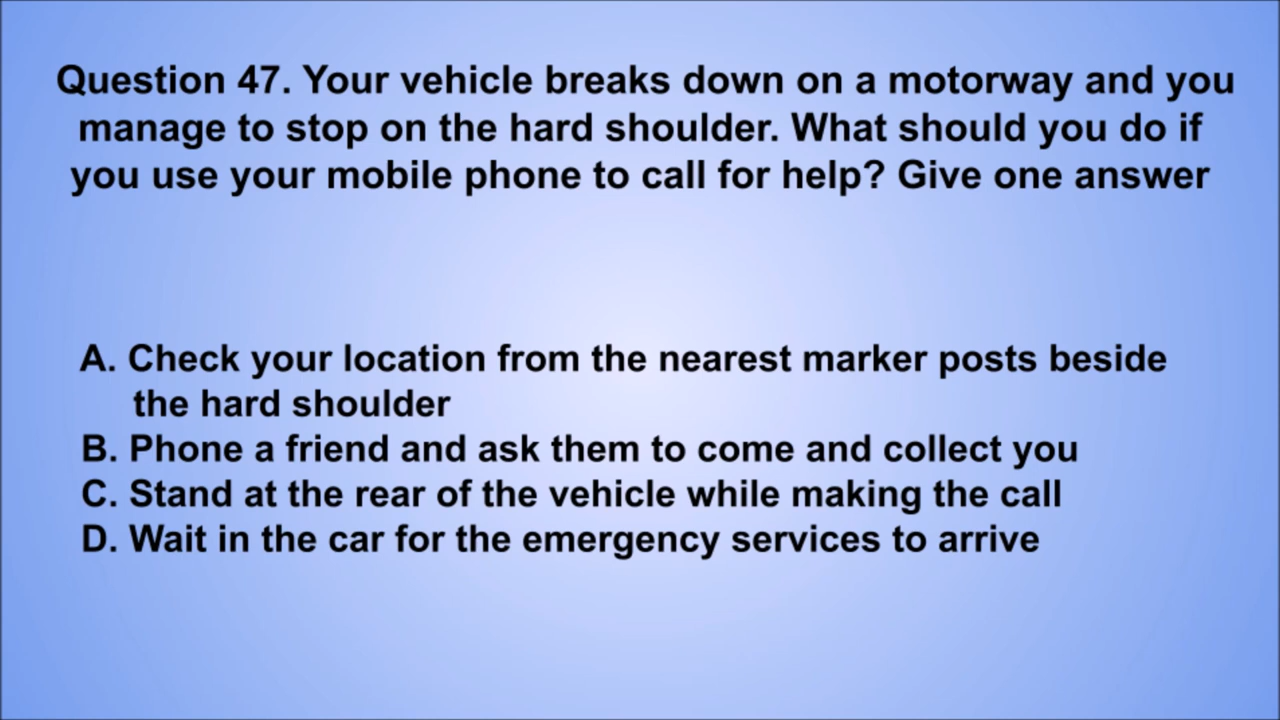 Question 47. Your vehicle breaks down on a motorway and you
manage to stop on the hard shoulder. What should you do if
you use your mobile phone to call for help? Give one answer
A. Check your location from the nearest marker posts beside
the hard shoulder
B. Phone a friend and ask them to come and collect you
C. Stand at the rear of the vehicle while making the call
D. Wait in the car for the emergency services to arrive